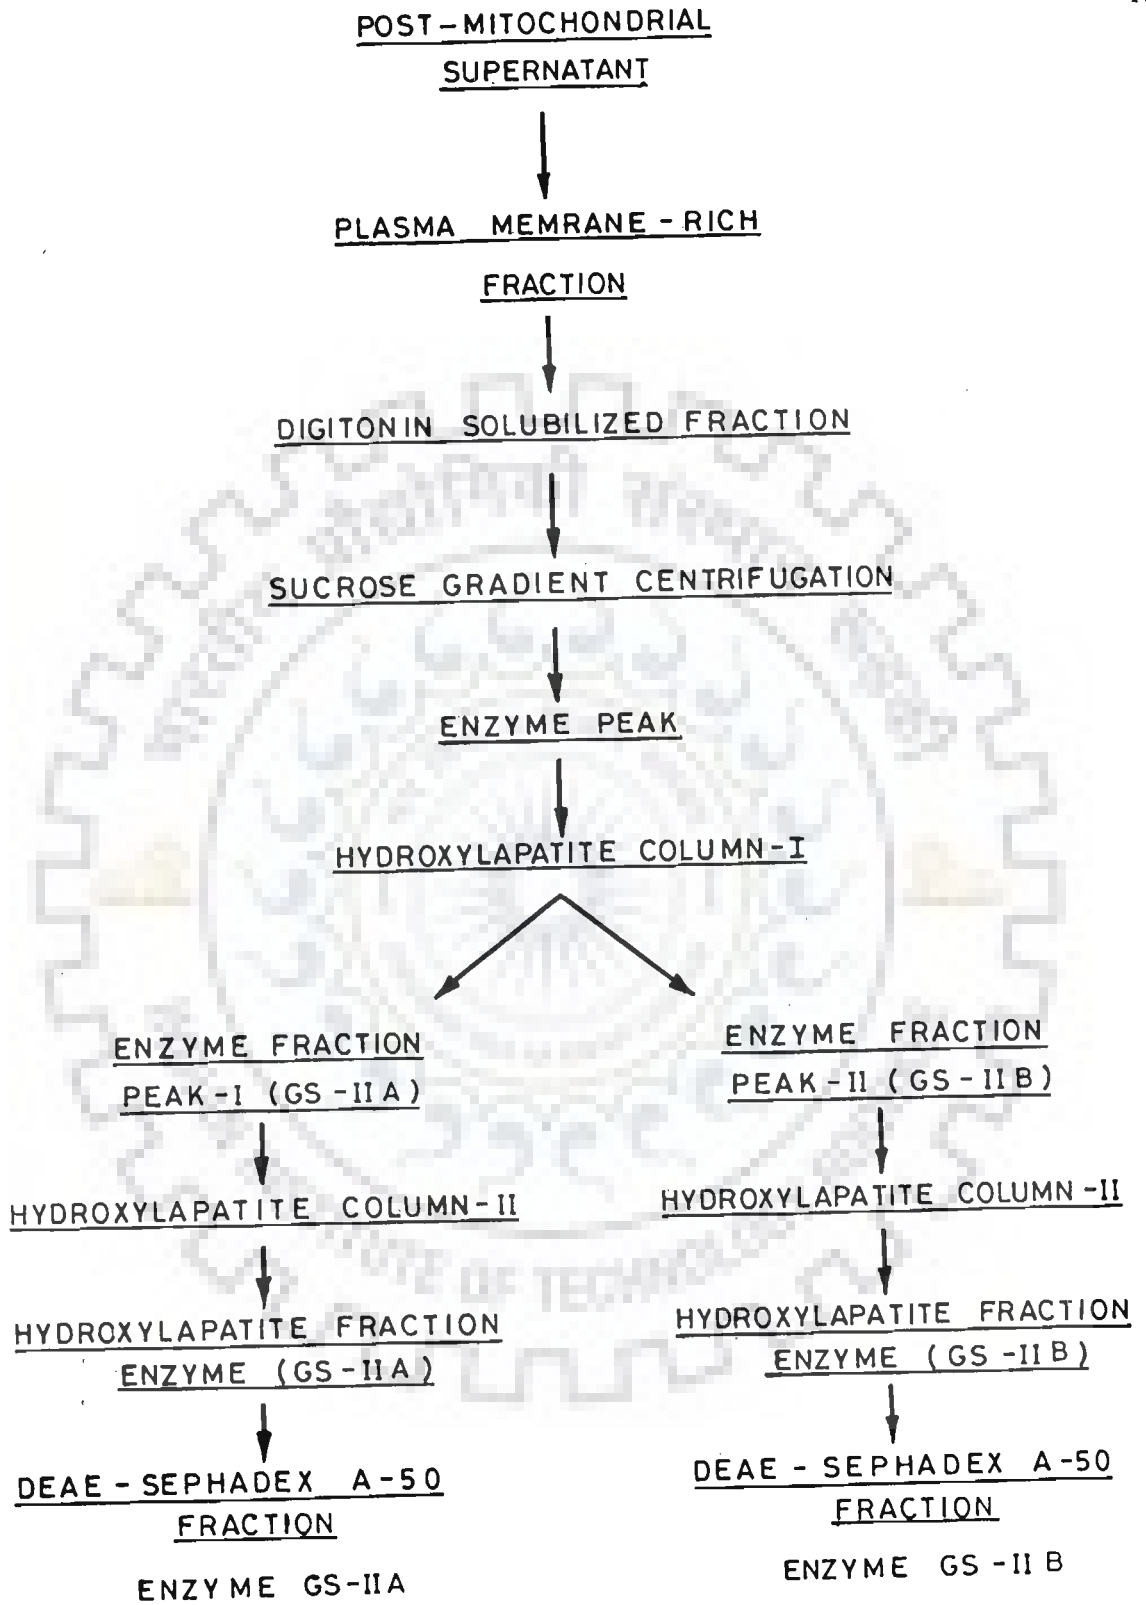 POST-MITOCHONDRIAL
SUPERNATANT
PLASMA MEMRANE-RICH
FRACTION
DIGITONIN SOLUBILIZED FRACTION
SUCROSE GRADIENT CENTRIFUGATION
ENZYME PEAK
HYDROXYLAPATITE COLUMN-I
ENZYME FRACTION
PEAK-I (GS-IIA)
HYDROXYLAPATITE COLUMN-II
HYDROXYLAPATITE FRACTION
ENZYME (GS-IIA)
DEAE-SEPHADEX A-50
FRACTION
ENZYME GS-IIA
ENZYME FRACTION
PEAK-II (GS-IIB)
HYDROXYLAPATITE COLUMN-II
HYDROXYLAPATITE FRACTION
ENZYME (GS-IIB)
DEAE-SEPHADEX A-50
FRACTION
ENZYME GS-IIB
OF TECHNOLOGY